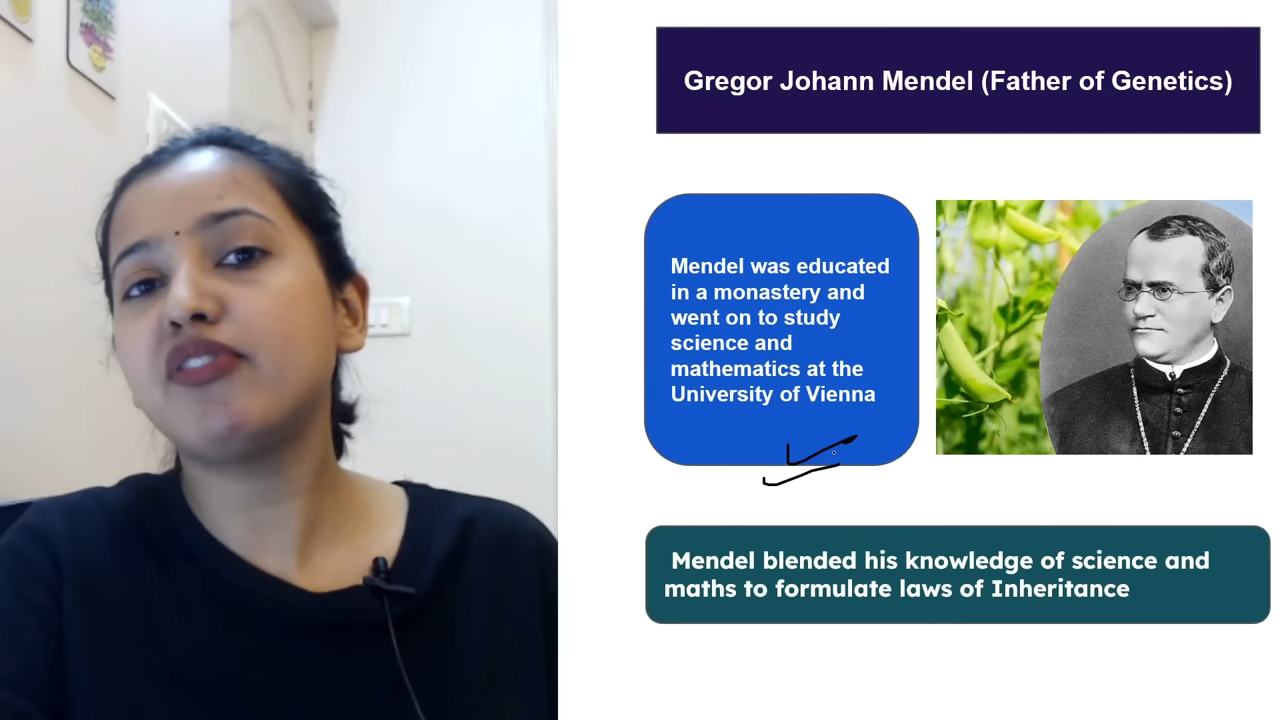 Gregor Johann Mendel (Father of Genetics)
Mendel was educated
in a monastery and
went on to study
science and
mathematics at the
University of Vienna
Mendel blended his knowledge of science and
maths to formulate laws of Inheritance